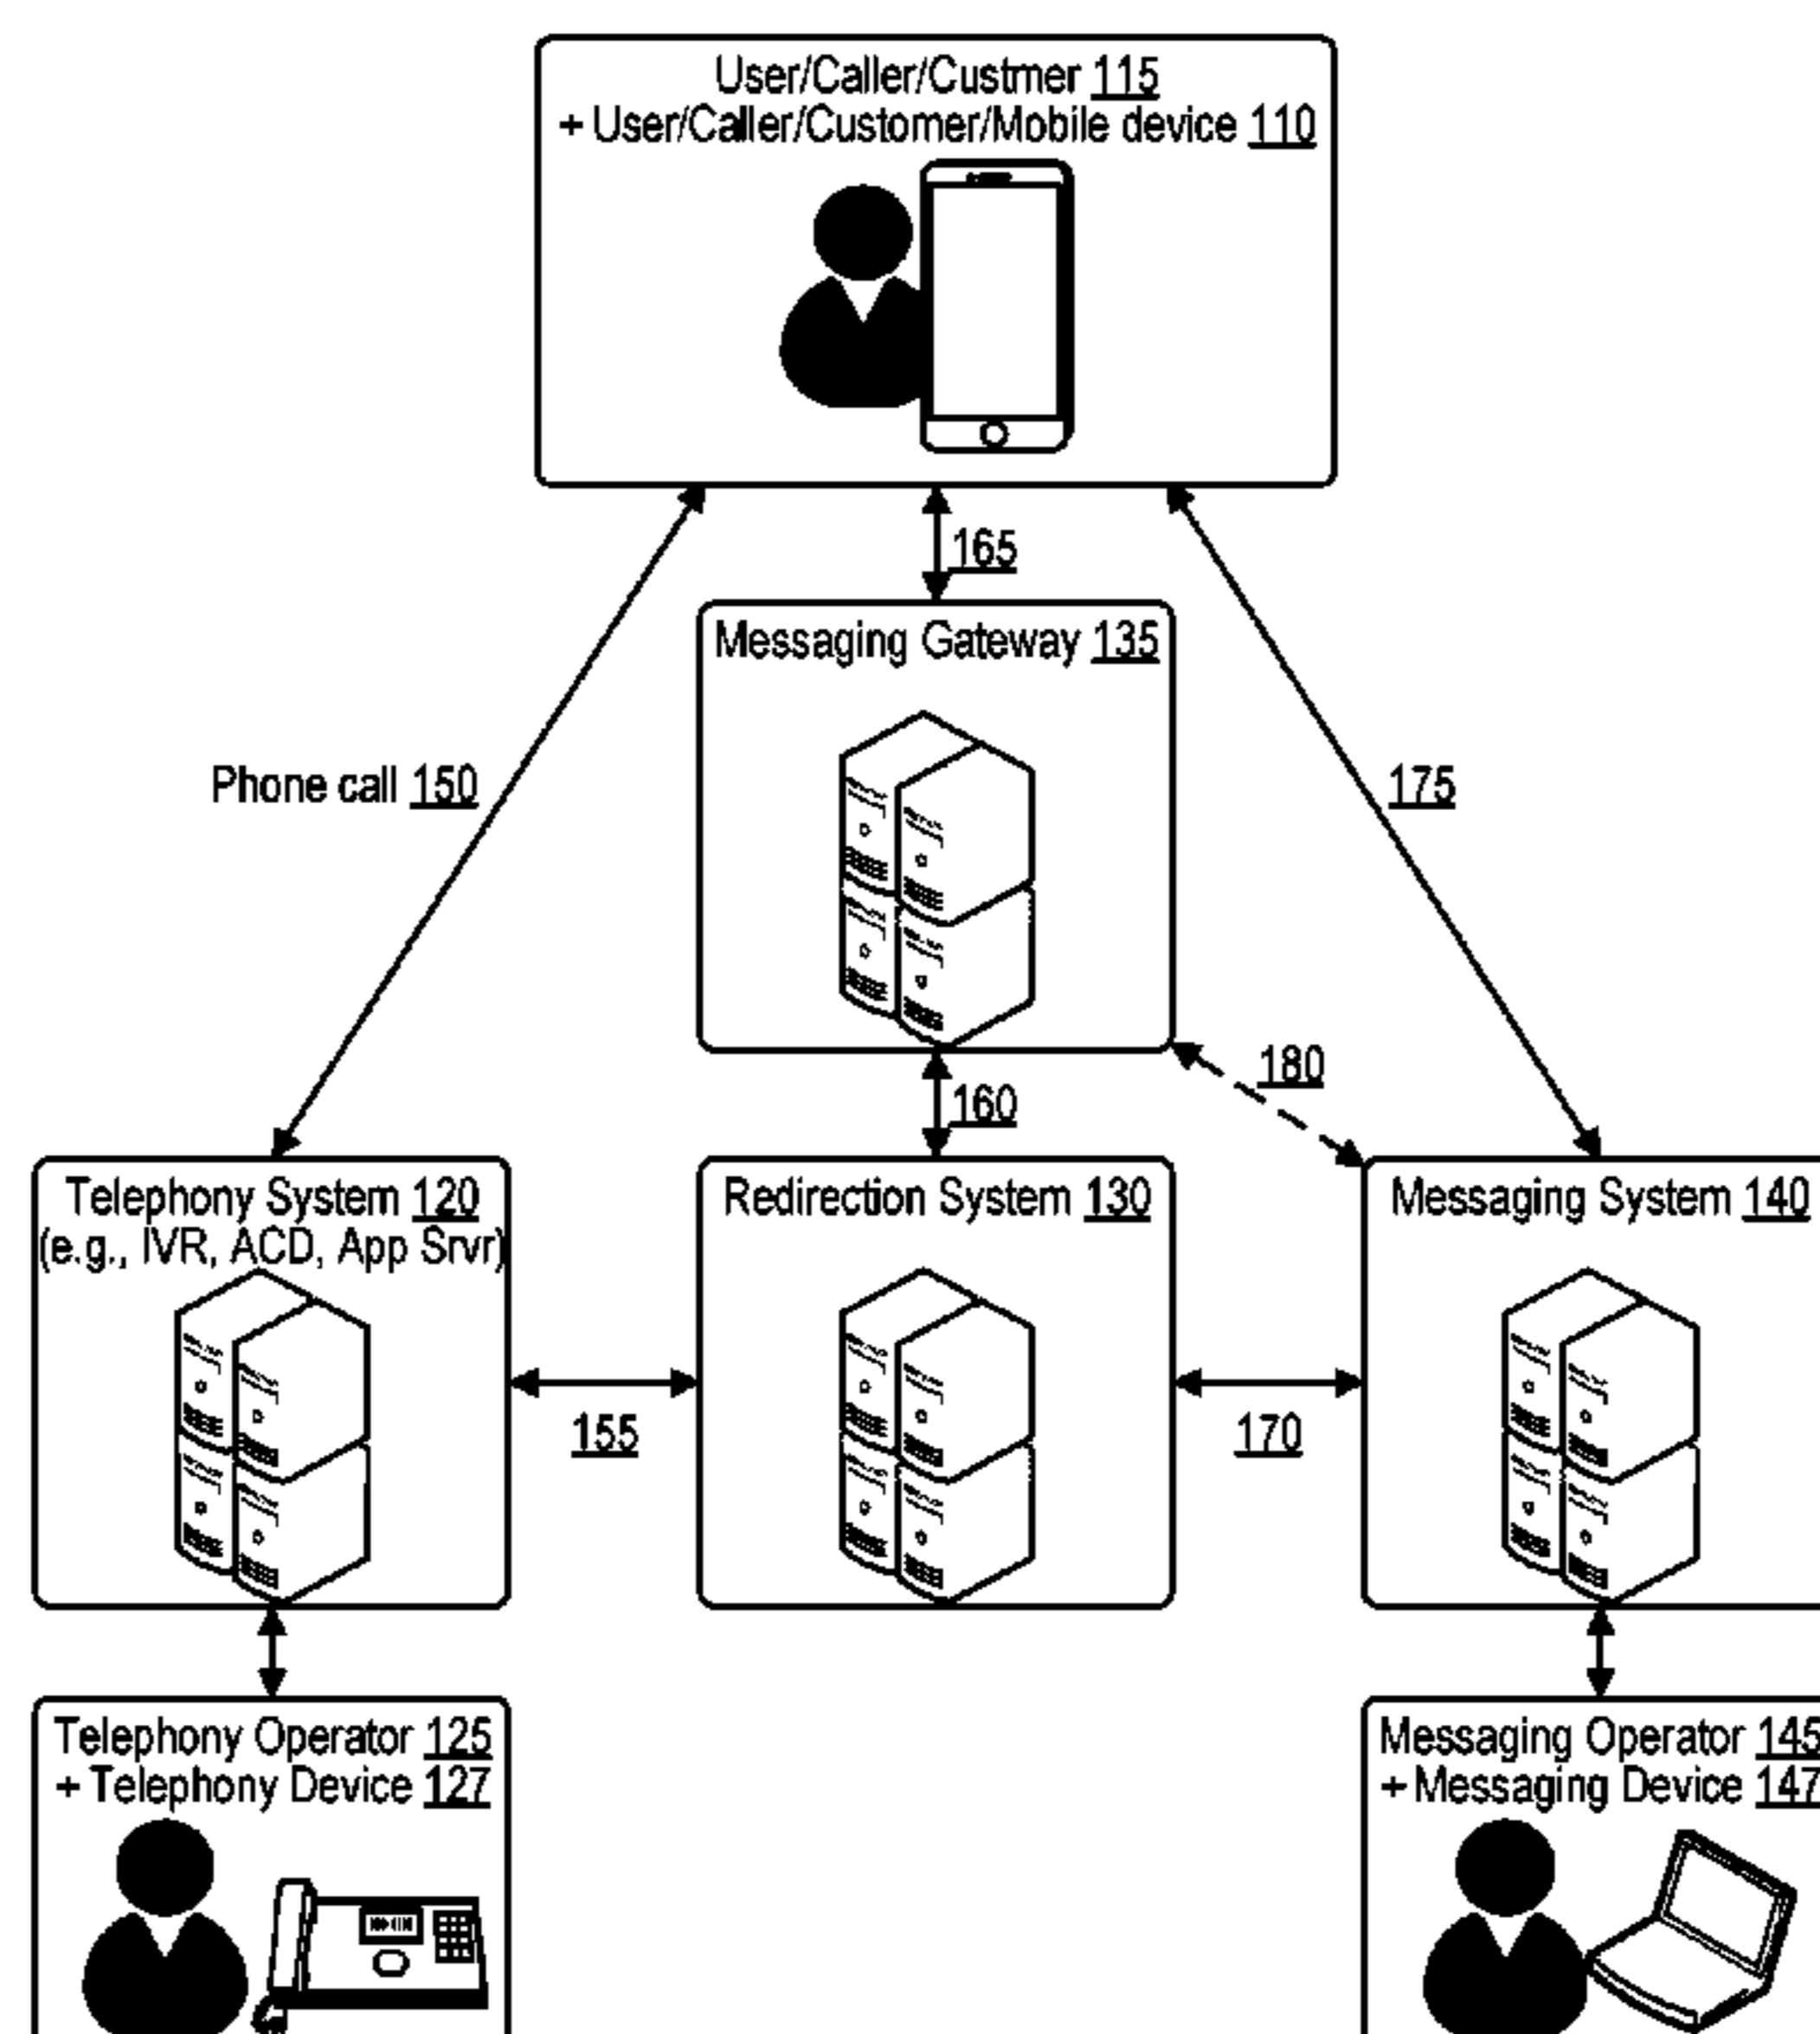 User/Caller/Custmer 115
+ User/Caller/Customer/Mobile device 110
165
Messaging Gateway 135
Phone call 150
175
180
160
Telephony System 120
(e.g., IVR, ACD, App Srvr)
Redirection System 130
Messaging System 140
155
170
Telephony Operator 125
+ Telephony Device 127
Messaging Operator 145
+ Messaging Device 147